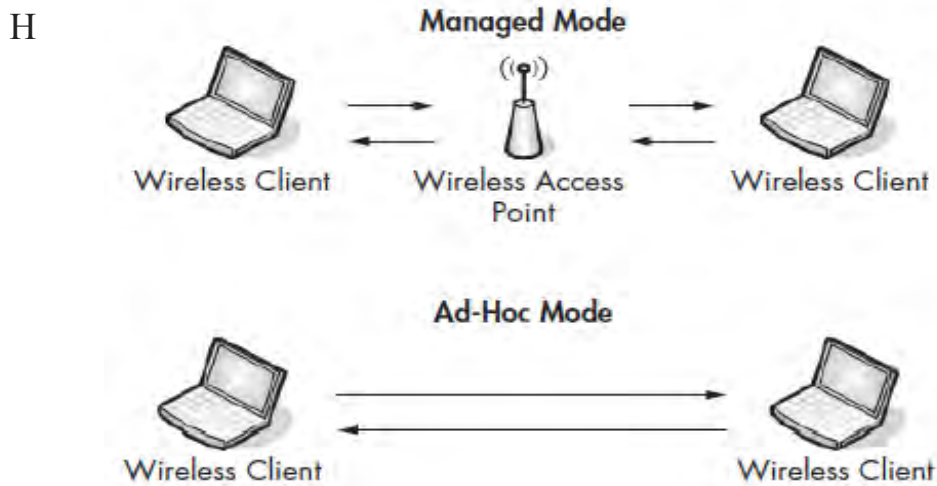 H
Managed Mode
Wireless Client
Wireless Access
Point
Wireless Client
Ad-Hoc Mode
Wireless Client
Wireless Client